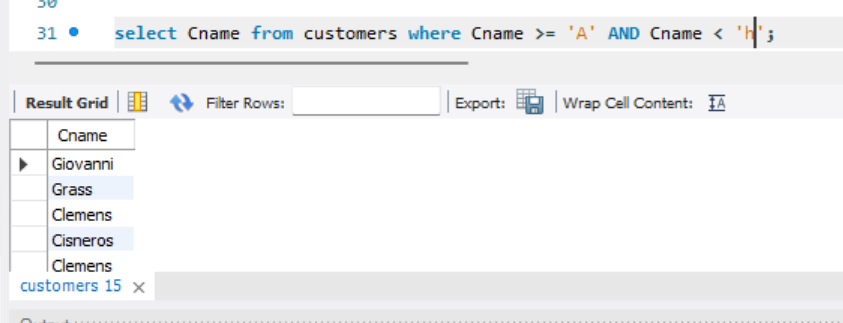 30
31 select Cname from customers where Cname >= 'A' AND Cname < 'h';
Result Grid Filter Rows: Export: Wrap Cell Content: IA
Cname
Giovanni
Grass
Clemens
Cisneros
Clemens
customers 15 ×